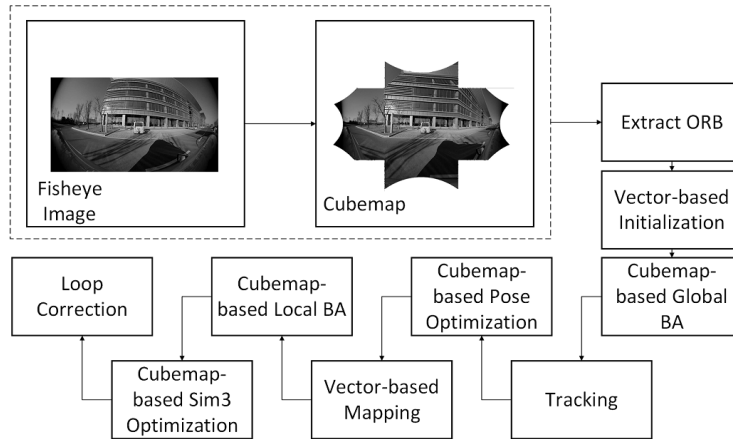 Fisheye
Image
Cubemap
Extract ORB
Vector-based
Initialization
Cubemap-
based Global
BA
Tracking
Cubemap-
based Pose
Optimization
Vector-based
Mapping
Cubemap-
based Local BA
Cubemap-
based Sim3
Optimization
Loop
Correction